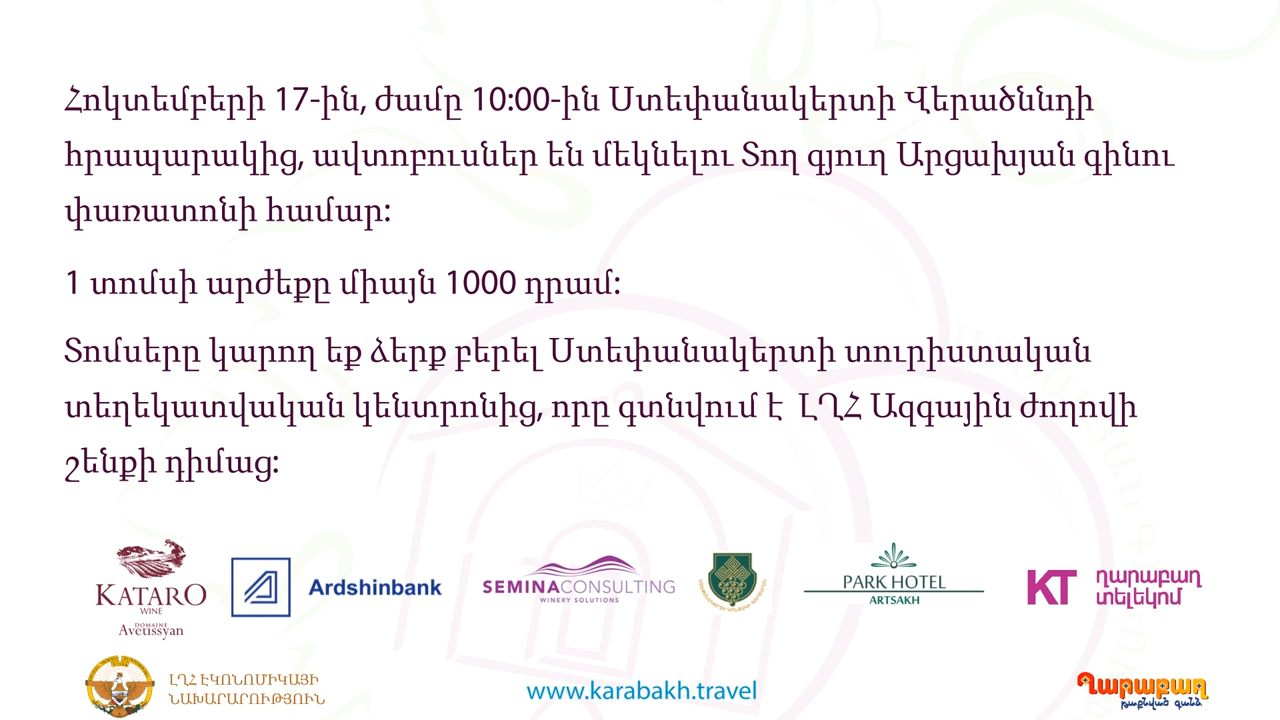 Հոկտեմբերի 17-ին, ժամը 10:00-ին Ստեփանակերտի Վերածննդի
հրապարակից, ավտոբուսներ են մեկնելու Տող գյուղ Արցախյան գինու
փառատոնի համար:
1 տոմսի արժեքը միայն 1000 դրամ:
Տոմսերը կարող եք ձերք բերել Ստեփանակերտի տուրիստական
տեղեկատվական կենտրոնից, որը գտնվում է ԼՂՀ Ազգային ժողովի
շենքի դիմաց:
KATARO
WINE
DOMAINE
Avetissyan
Ardshinbank
SEMINACONSULTING
WINERY SOLUTIONS
PARK HOTEL
ARTSAKH
KT
ղարաբաղ
տելեկոմ
ԼՂՀ ԷԿՈՆՈՄԻԿԱՅԻ
ՆԱԽԱՐԱՐՈՒԹՅՈՒՆ
www.karabakh.travel
Ղարաբաղ
թաքնված գանձ